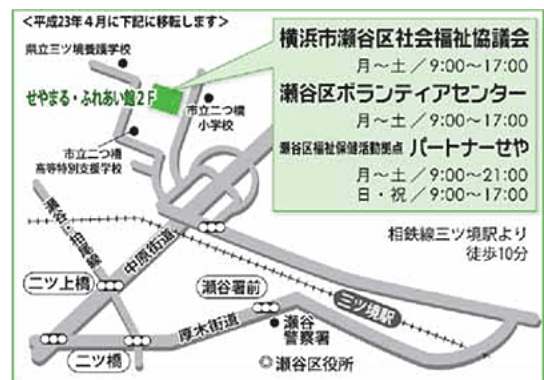 <平成23年4月に下記に移転します>
横浜市瀬谷区社会福祉協議会
月~土/9:00~17:00
瀬谷区ボランティアセンター
月~土/9:00~17:00
瀬谷区福祉保健活動拠点 パートナーせや
月~土/9:00~21:00
日・祝/9:00~17:00
県立三ツ境養護学校
せやまる・ふれあい館2F
市立二つ橋
小学校
市立二つ橋
高等特別支援学校
相鉄線三ツ境駅より
徒歩10分
瀬谷・柏尾線
中原街道
二ツ上橋
瀬谷署前
三ツ境駅
厚木街道
瀬谷
警察署
二ツ橋
瀬谷区役所